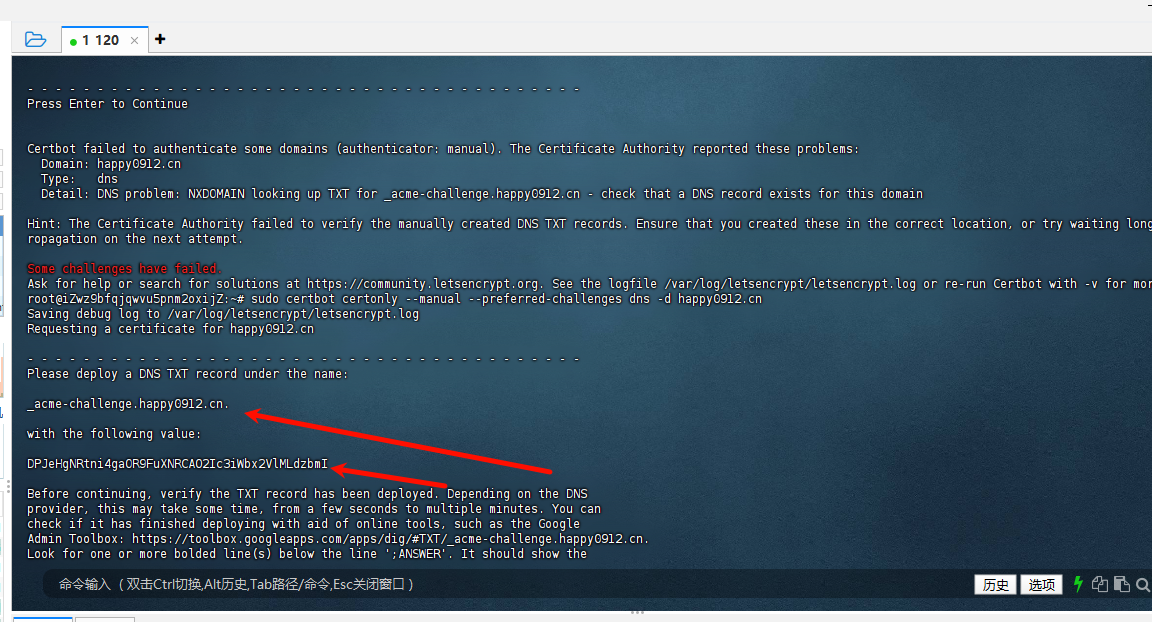 1 120
- - - - - - - - - - - - - - - - - - - - - - - - - - - - - - - - - - - - - - - -
Press Enter to Continue
Certbot failed to authenticate some domains (authenticator: manual). The Certificate Authority reported these problems:
Domain: happy0912.cn
Type: dns
Detail: DNS problem: NXDOMAIN looking up TXT for _acme-challenge.happy0912.cn - check that a DNS record exists for this domain
Hint: The Certificate Authority failed to verify the manually created DNS TXT records. Ensure that you created these in the correct location, or try waiting long
ropagation on the next attempt.
Some challenges have failed.
Ask for help or search for solutions at https://community.letsencrypt.org. See the logfile /var/log/letsencrypt/letsencrypt.log or re-run Certbot with -v for mor
root@iZwz9bfqjqwvu5pnm2oxijZ:~# sudo certbot certonly --manual --preferred-challenges dns -d happy0912.cn
Saving debug log to /var/log/letsencrypt/letsencrypt.log
Requesting a certificate for happy0912.cn
- - - - - - - - - - - - - - - - - - - - - - - - - - - - - - - - - - - - - - - -
Please deploy a DNS TXT record under the name:
_acme-challenge.happy0912.cn.
with the following value:
DPJeHgNRtni4gaOR9FuXNRCAO2Ic3iWbx2VlMLdzbmI
Before continuing, verify the TXT record has been deployed. Depending on the DNS
provider, this may take some time, from a few seconds to multiple minutes. You can
check if it has finished deploying with aid of online tools, such as the Google
Admin Toolbox: https://toolbox.googleapps.com/apps/dig/#TXT/_acme-challenge.happy0912.cn.
Look for one or more bolded line(s) below the line ';ANSWER'. It should show the
命令输入 (双击Ctrl切换,Alt历史,Tab路径/命令,Esc关闭窗口) 历史 选项